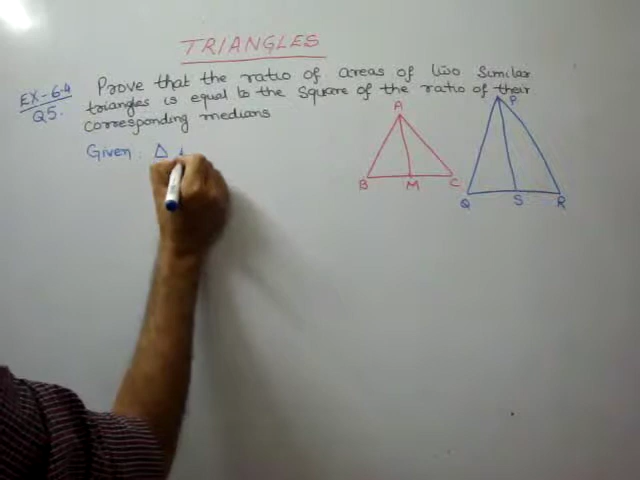 TRIANGLES
EX-6.4
Q5.
Prove that the ratio of areas of two similar
triangles is equal to the square of the ratio of their
corresponding medians
Given : Δ
A
B M C
P
Q S R